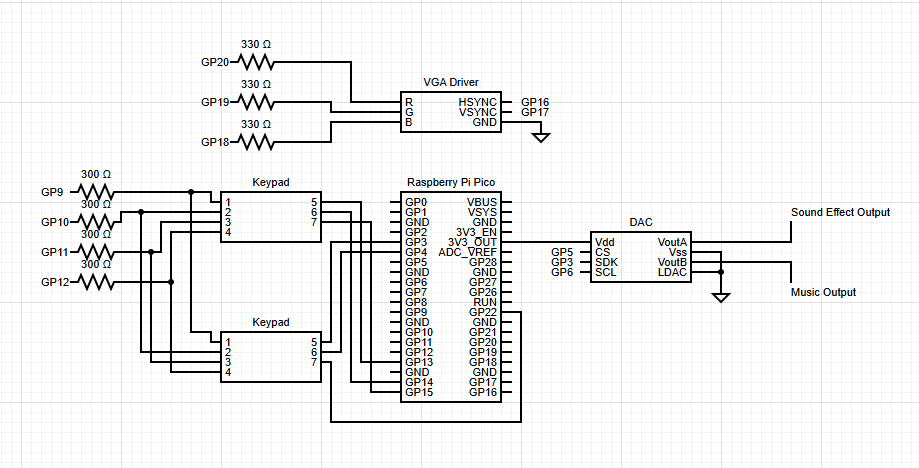 330 Ω
GP20
330 Ω
GP19
330 Ω
GP18
VGA Driver
R HSYNC GP16
G VSYNC GP17
B GND
300 Ω
GP9
300 Ω
GP10
300 Ω
GP11
300 Ω
GP12
Keypad
1 5
2 6
3 7
4
Keypad
1 5
2 6
3 7
4
Raspberry Pi Pico
GP0 VBUS
GP1 VSYS
GND GND
GP2 3V3_EN
GP3 3V3_OUT
GP4 ADC_VREF
GP5 GP28
GND GND
GP6 GP27
GP7 GP26
GP8 RUN
GP9 GP22
GND GND
GP10 GP21
GP11 GP20
GP12 GP19
GP13 GP18
GND GND
GP14 GP17
GP15 GP16
DAC
Vdd VoutA
GP5 CS Vss
GP3 SDK VoutB
GP6 SCL LDAC
Sound Effect Output
Music Output